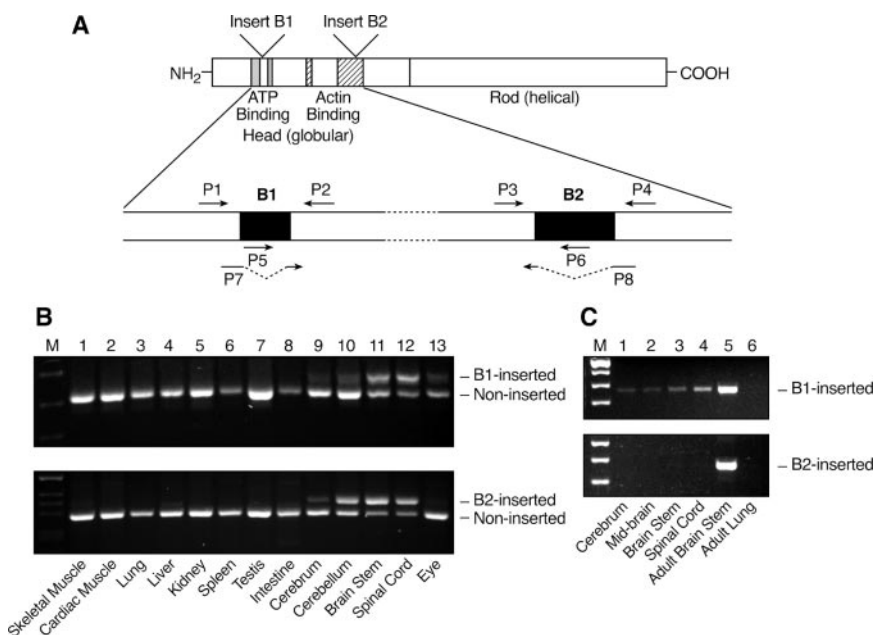 A
Insert B1 Insert B2
NH2 COOH
ATP Binding Actin Binding Rod (helical)
Head (globular)
P1 B1 P2 P3 B2 P4
P5 P6
P7 P8
B
M 1 2 3 4 5 6 7 8 9 10 11 12 13
B1-inserted
Non-inserted
B2-inserted
Non-inserted
Skeletal Muscle
Cardiac Muscle
Lung
Liver
Kidney
Spleen
Testis
Intestine
Cerebrum
Cerebellum
Brain Stem
Spinal Cord
Eye
C
M 1 2 3 4 5 6
B1-inserted
B2-inserted
Cerebrum
Mid-brain
Brain Stem
Spinal Cord
Adult Brain Stem
Adult Lung